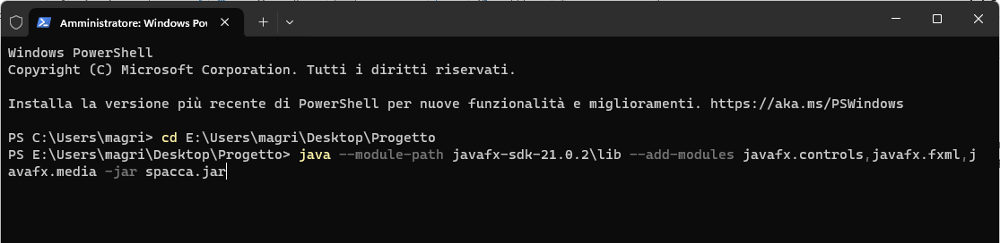 Amministratore: Windows Pow
Windows PowerShell
Copyright (C) Microsoft Corporation. Tutti i diritti riservati.
Installa la versione più recente di PowerShell per nuove funzionalità e miglioramenti. https://aka.ms/PSWindows
PS C:\Users\magri> cd E:\Users\magri\Desktop\Progetto
PS E:\Users\magri\Desktop\Progetto> java --module-path javafx-sdk-21.0.2\lib --add-modules javafx.controls,javafx.fxml,j
avafx.media -jar spacca.jar